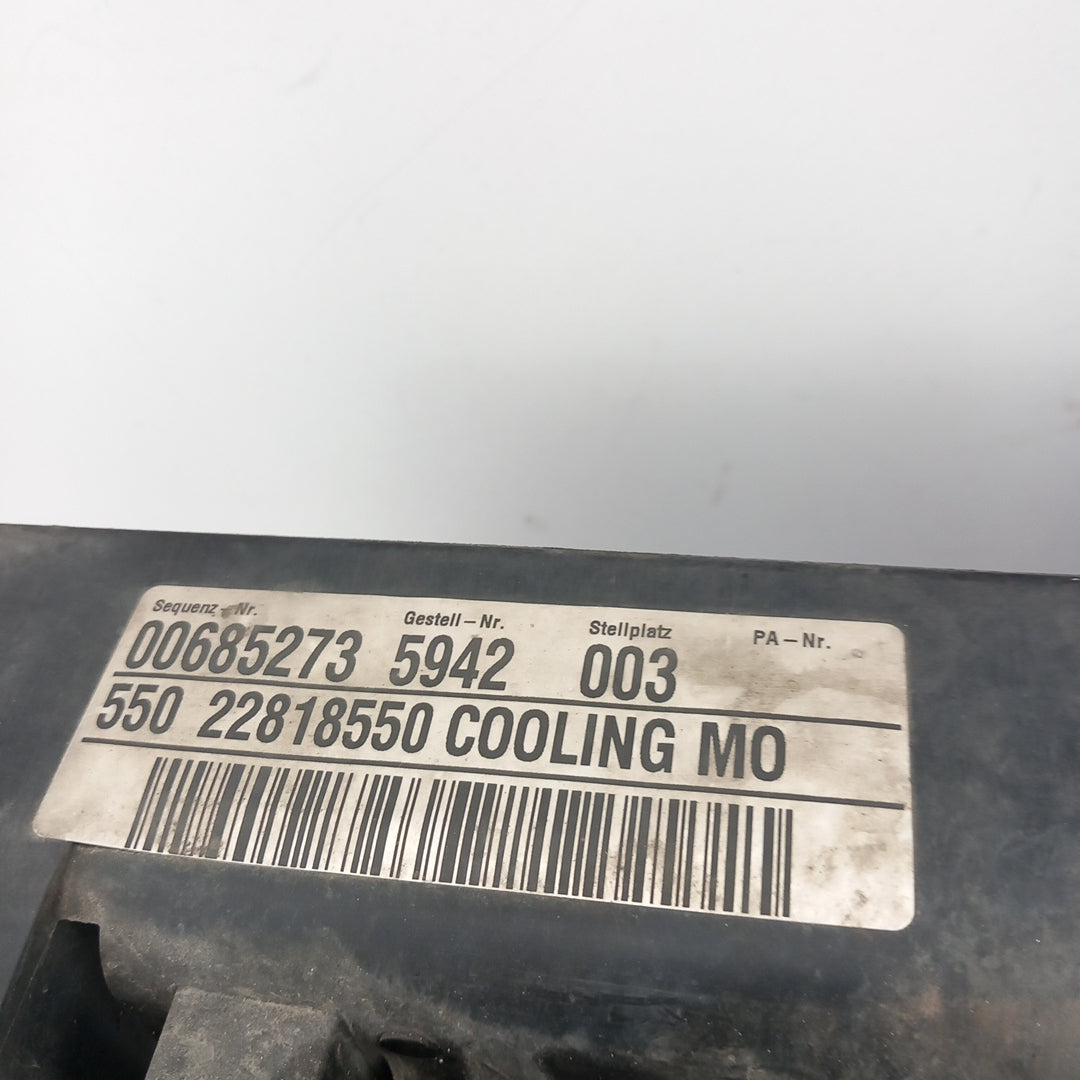 Sequenz-Nr. Gestell-Nr. Stellplatz PA-Nr.
00685273 5942 003
550 22818550 COOLING MO